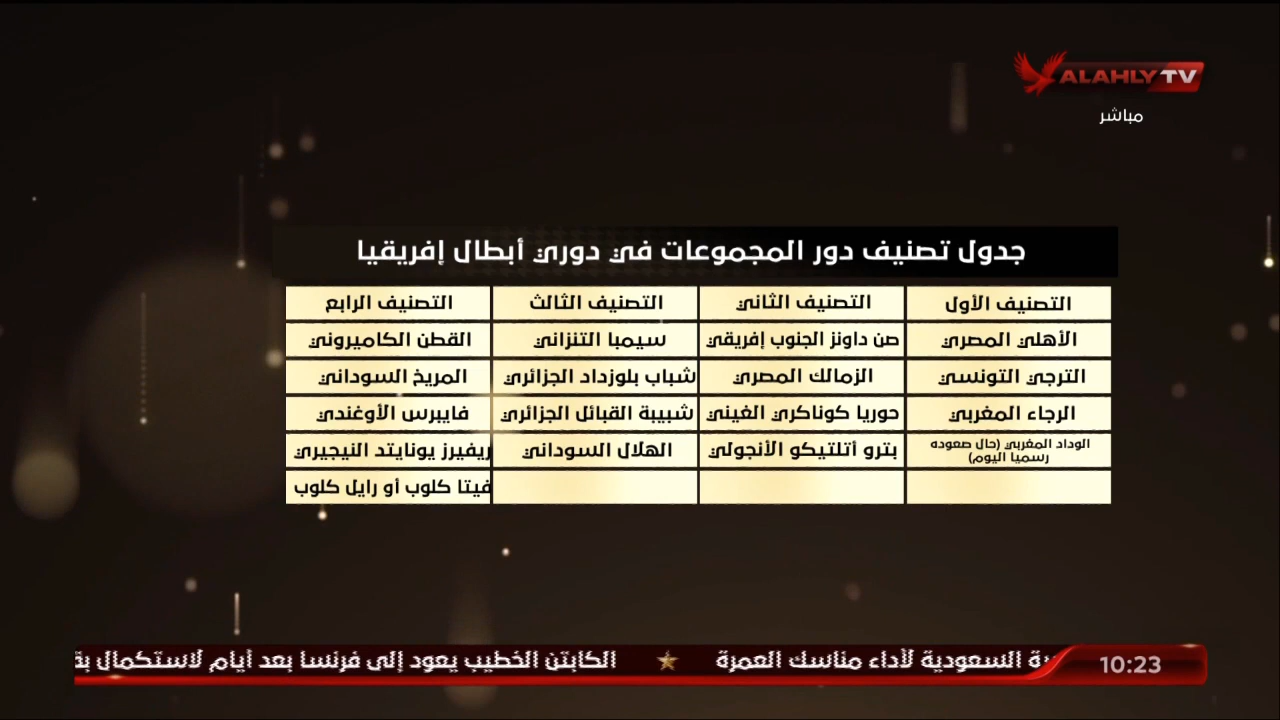 ALAHLY TV
مباشر
جدول تصنيف دور المجموعات في دوري أبطال إفريقيا
التصنيف الأول التصنيف الثاني التصنيف الثالث التصنيف الرابع
الأهلي المصري صن داونز الجنوب إفريقي سيمبا التنزاني القطن الكاميروني
الترجي التونسي الزمالك المصري شباب بلوزداد الجزائري المريخ السوداني
الرجاء المغربي حوريا كوناكري الغيني شبيبة القبائل الجزائري فايبرس الأوغندي
الوداد المغربي (حال صعوده
رسميا اليوم) بترو أتلتيكو الأنجولي الهلال السوداني ريفيرز يونايتد النيجيري
فيتا كلوب أو رايل كلوب
السعودية لأداء مناسك العمرة ★ الكابتن الخطيب يعود إلى فرنسا بعد أيام لاستكمال
10:23